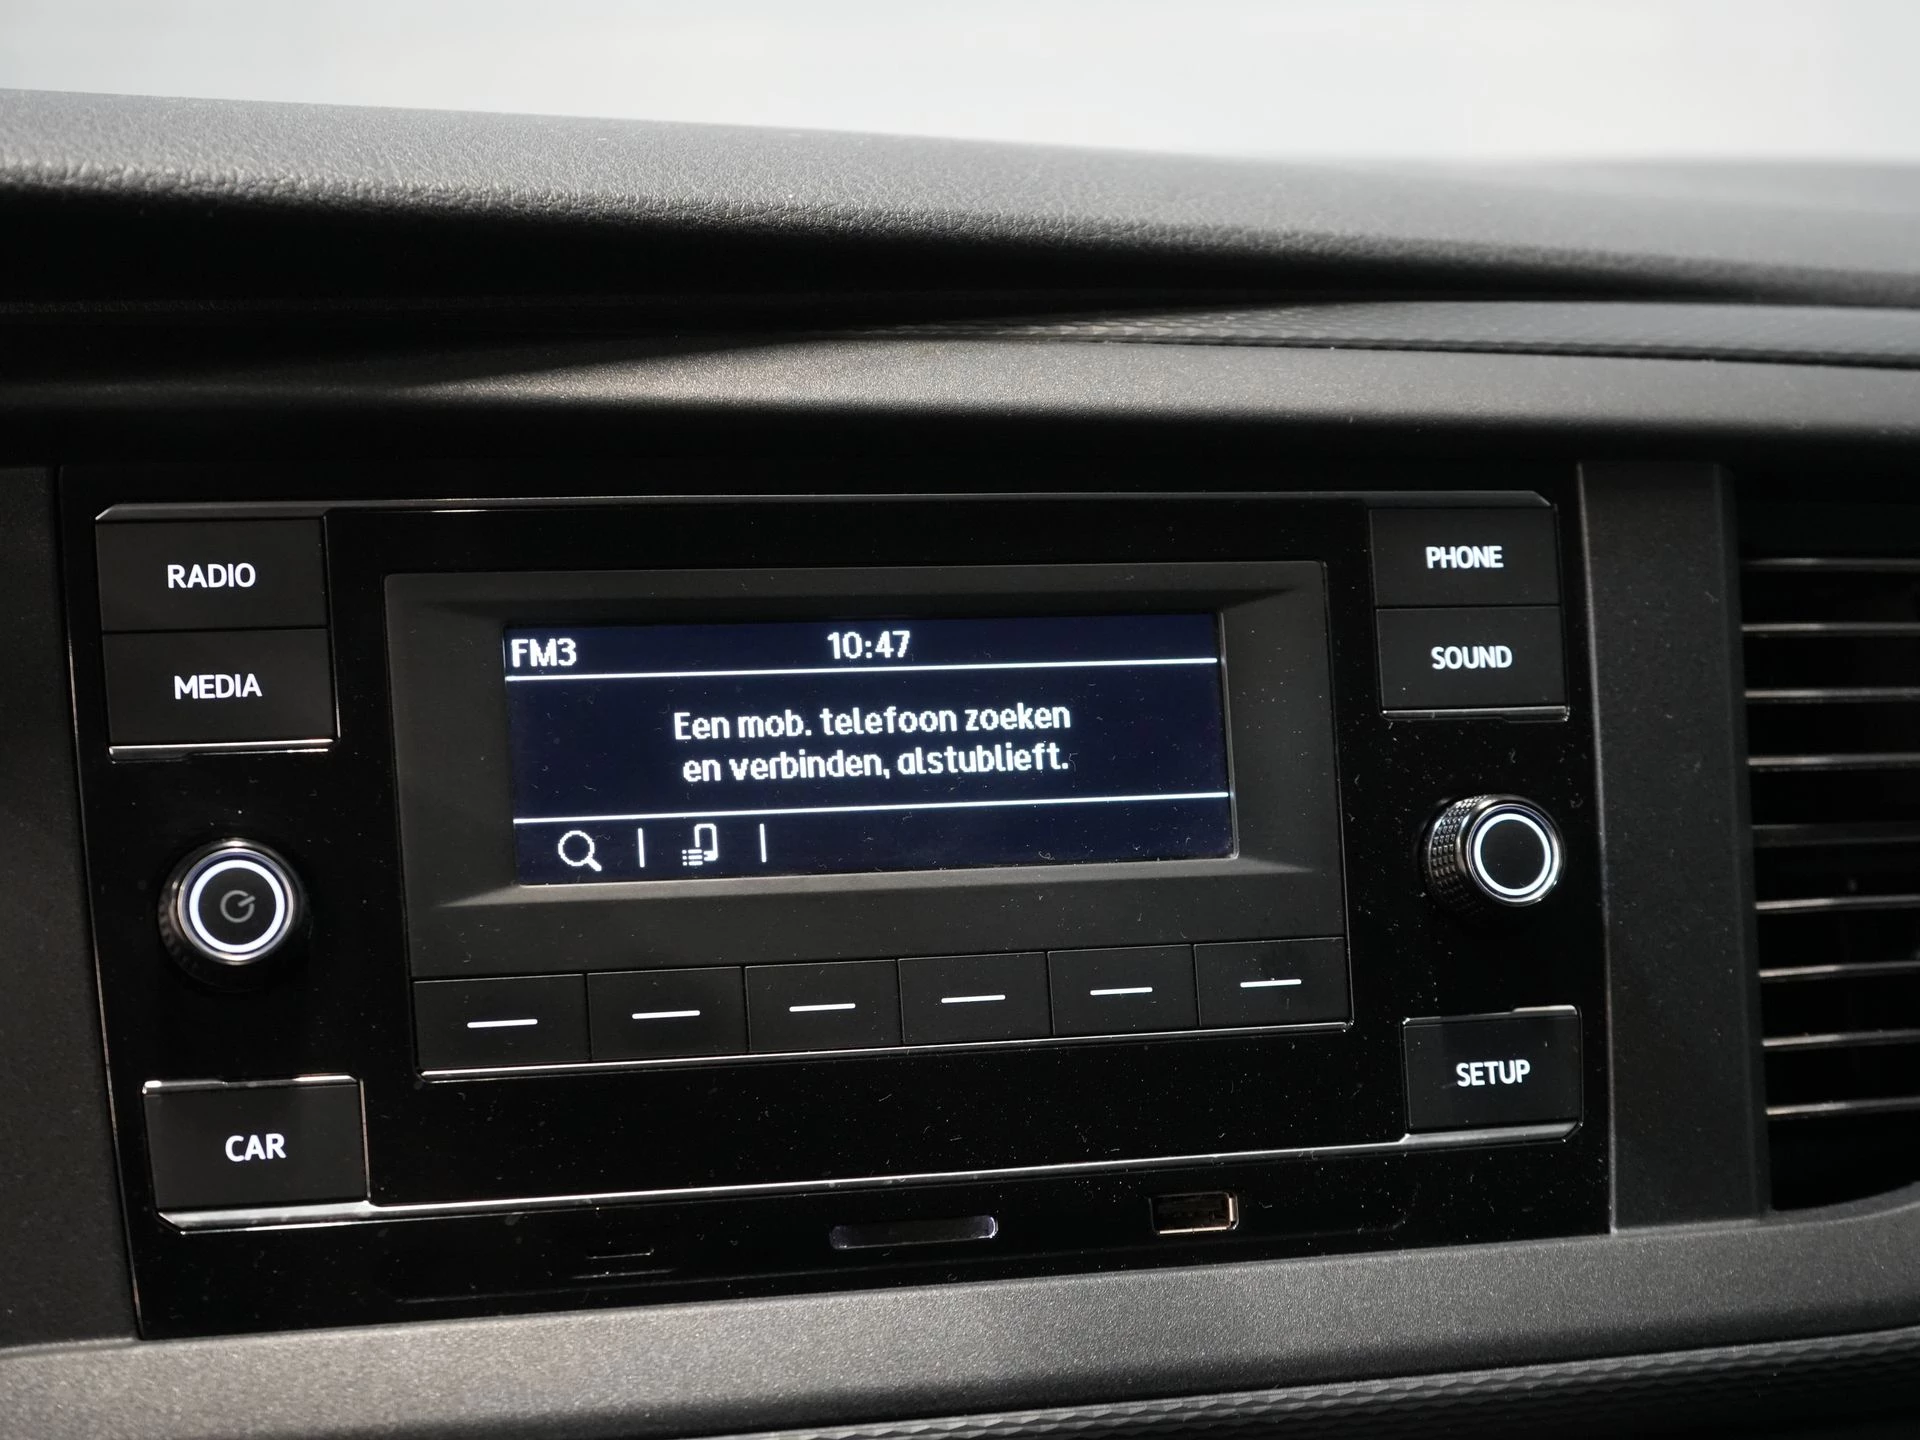 RADIO
MEDIA
FM3 10:47
Een mob. telefoon zoeken
en verbinden, alstublieft.
PHONE
SOUND
CAR
SETUP